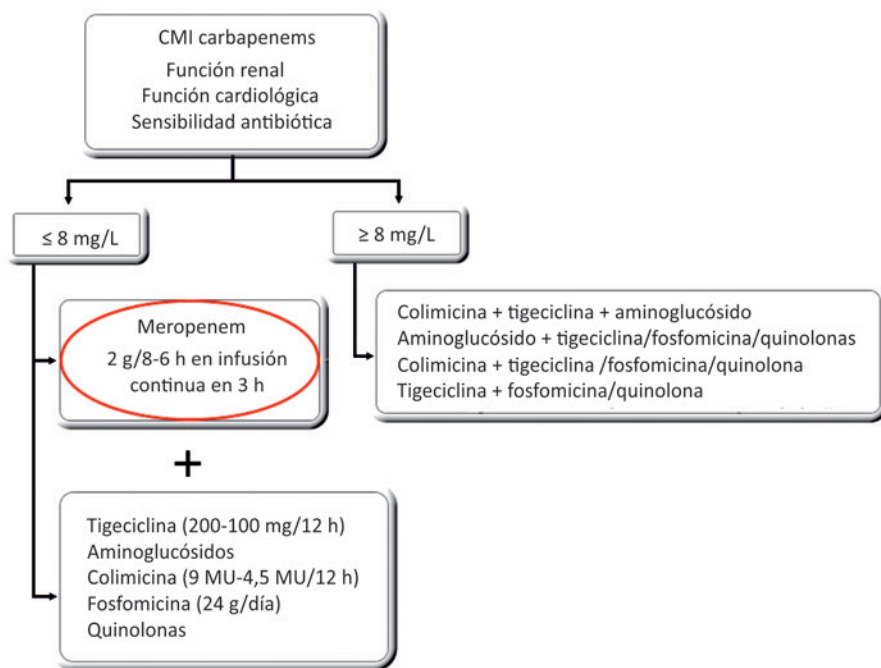 CMI carbapenems
Función renal
Función cardiológica
Sensibilidad antibiótica
≤ 8 mg/L
≥ 8 mg/L
Meropenem
2 g/8-6 h en infusión
continua en 3 h
Colimicina + tigeciclina + aminoglucósido
Aminoglucósido + tigeciclina/fosfomicina/quinolonas
Colimicina + tigeciclina /fosfomicina/quinolona
Tigeciclina + fosfomicina/quinolona
+
Tigeciclina (200-100 mg/12 h)
Aminoglucósidos
Colimicina (9 MU-4,5 MU/12 h)
Fosfomicina (24 g/día)
Quinolonas